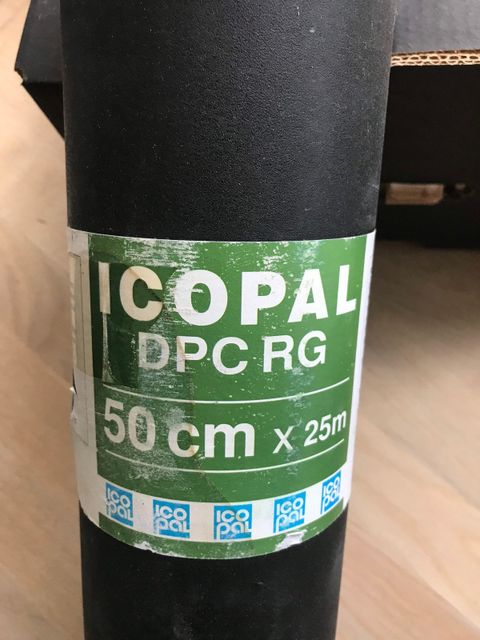 ICOPAL
DPC RG
50 cm x 25m
ICO ICO ICO ICO ICO
PAL PAL PAL PAL PAL